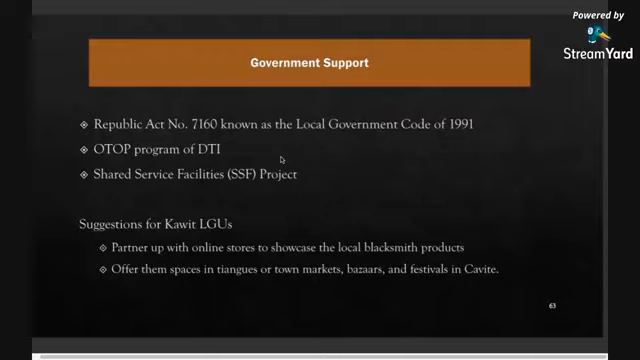 Powered by
StreamYard
Government Support
Republic Act No. 7160 known as the Local Government Code of 1991
OTOP program of DTI
Shared Service Facilities (SSF) Project
Suggestions for Kawit LGUs
Partner up with online stores to showcase the local blacksmith products
Offer them spaces in tiangues or town markets, bazaars, and festivals in Cavite.
63